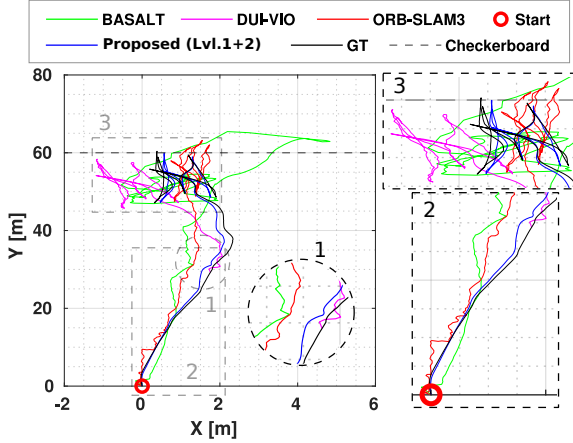 BASALT DUI-VIO ORB-SLAM3 Start
Proposed (Lvl.1+2) GT Checkerboard
80
60
40
20
0
Y [m]
-2 0 2 4 6
X [m]
3
1
2
1
3
2